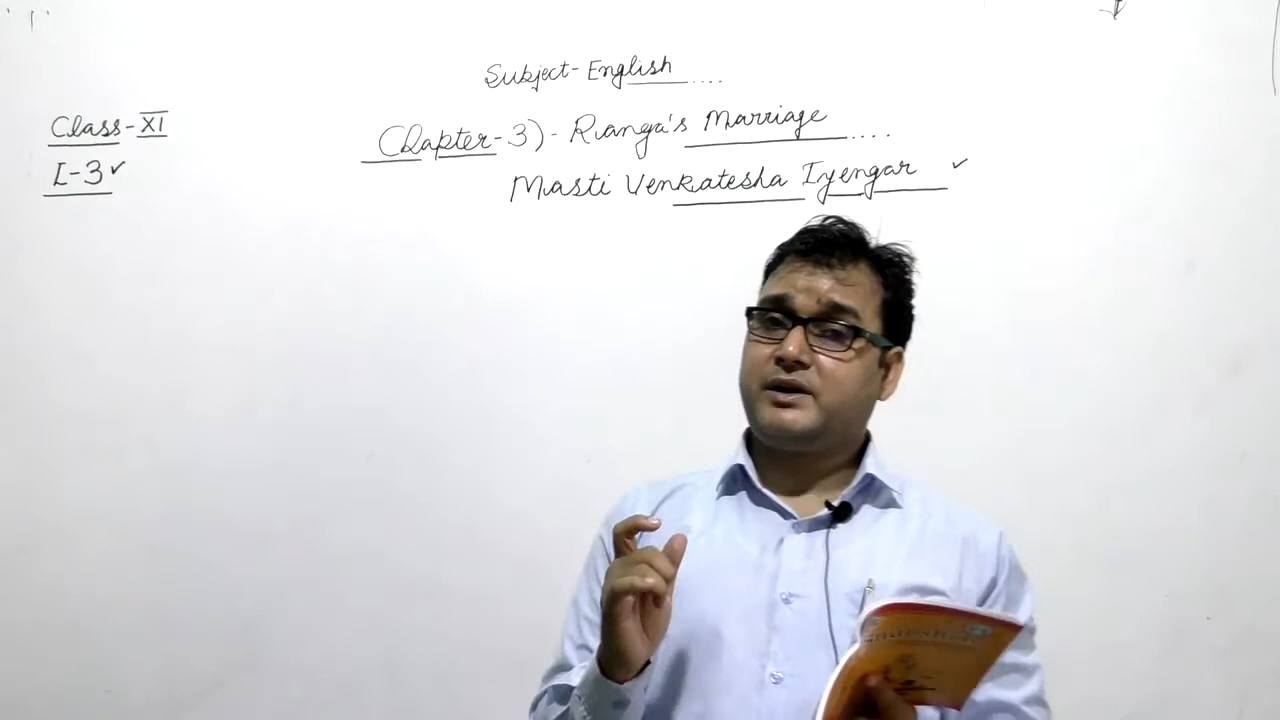 Subject-English....
Class-XI
L-3✓
Chapter-3)-Ranga's Marriage....
Masti Venkatesha Iyengar ✓